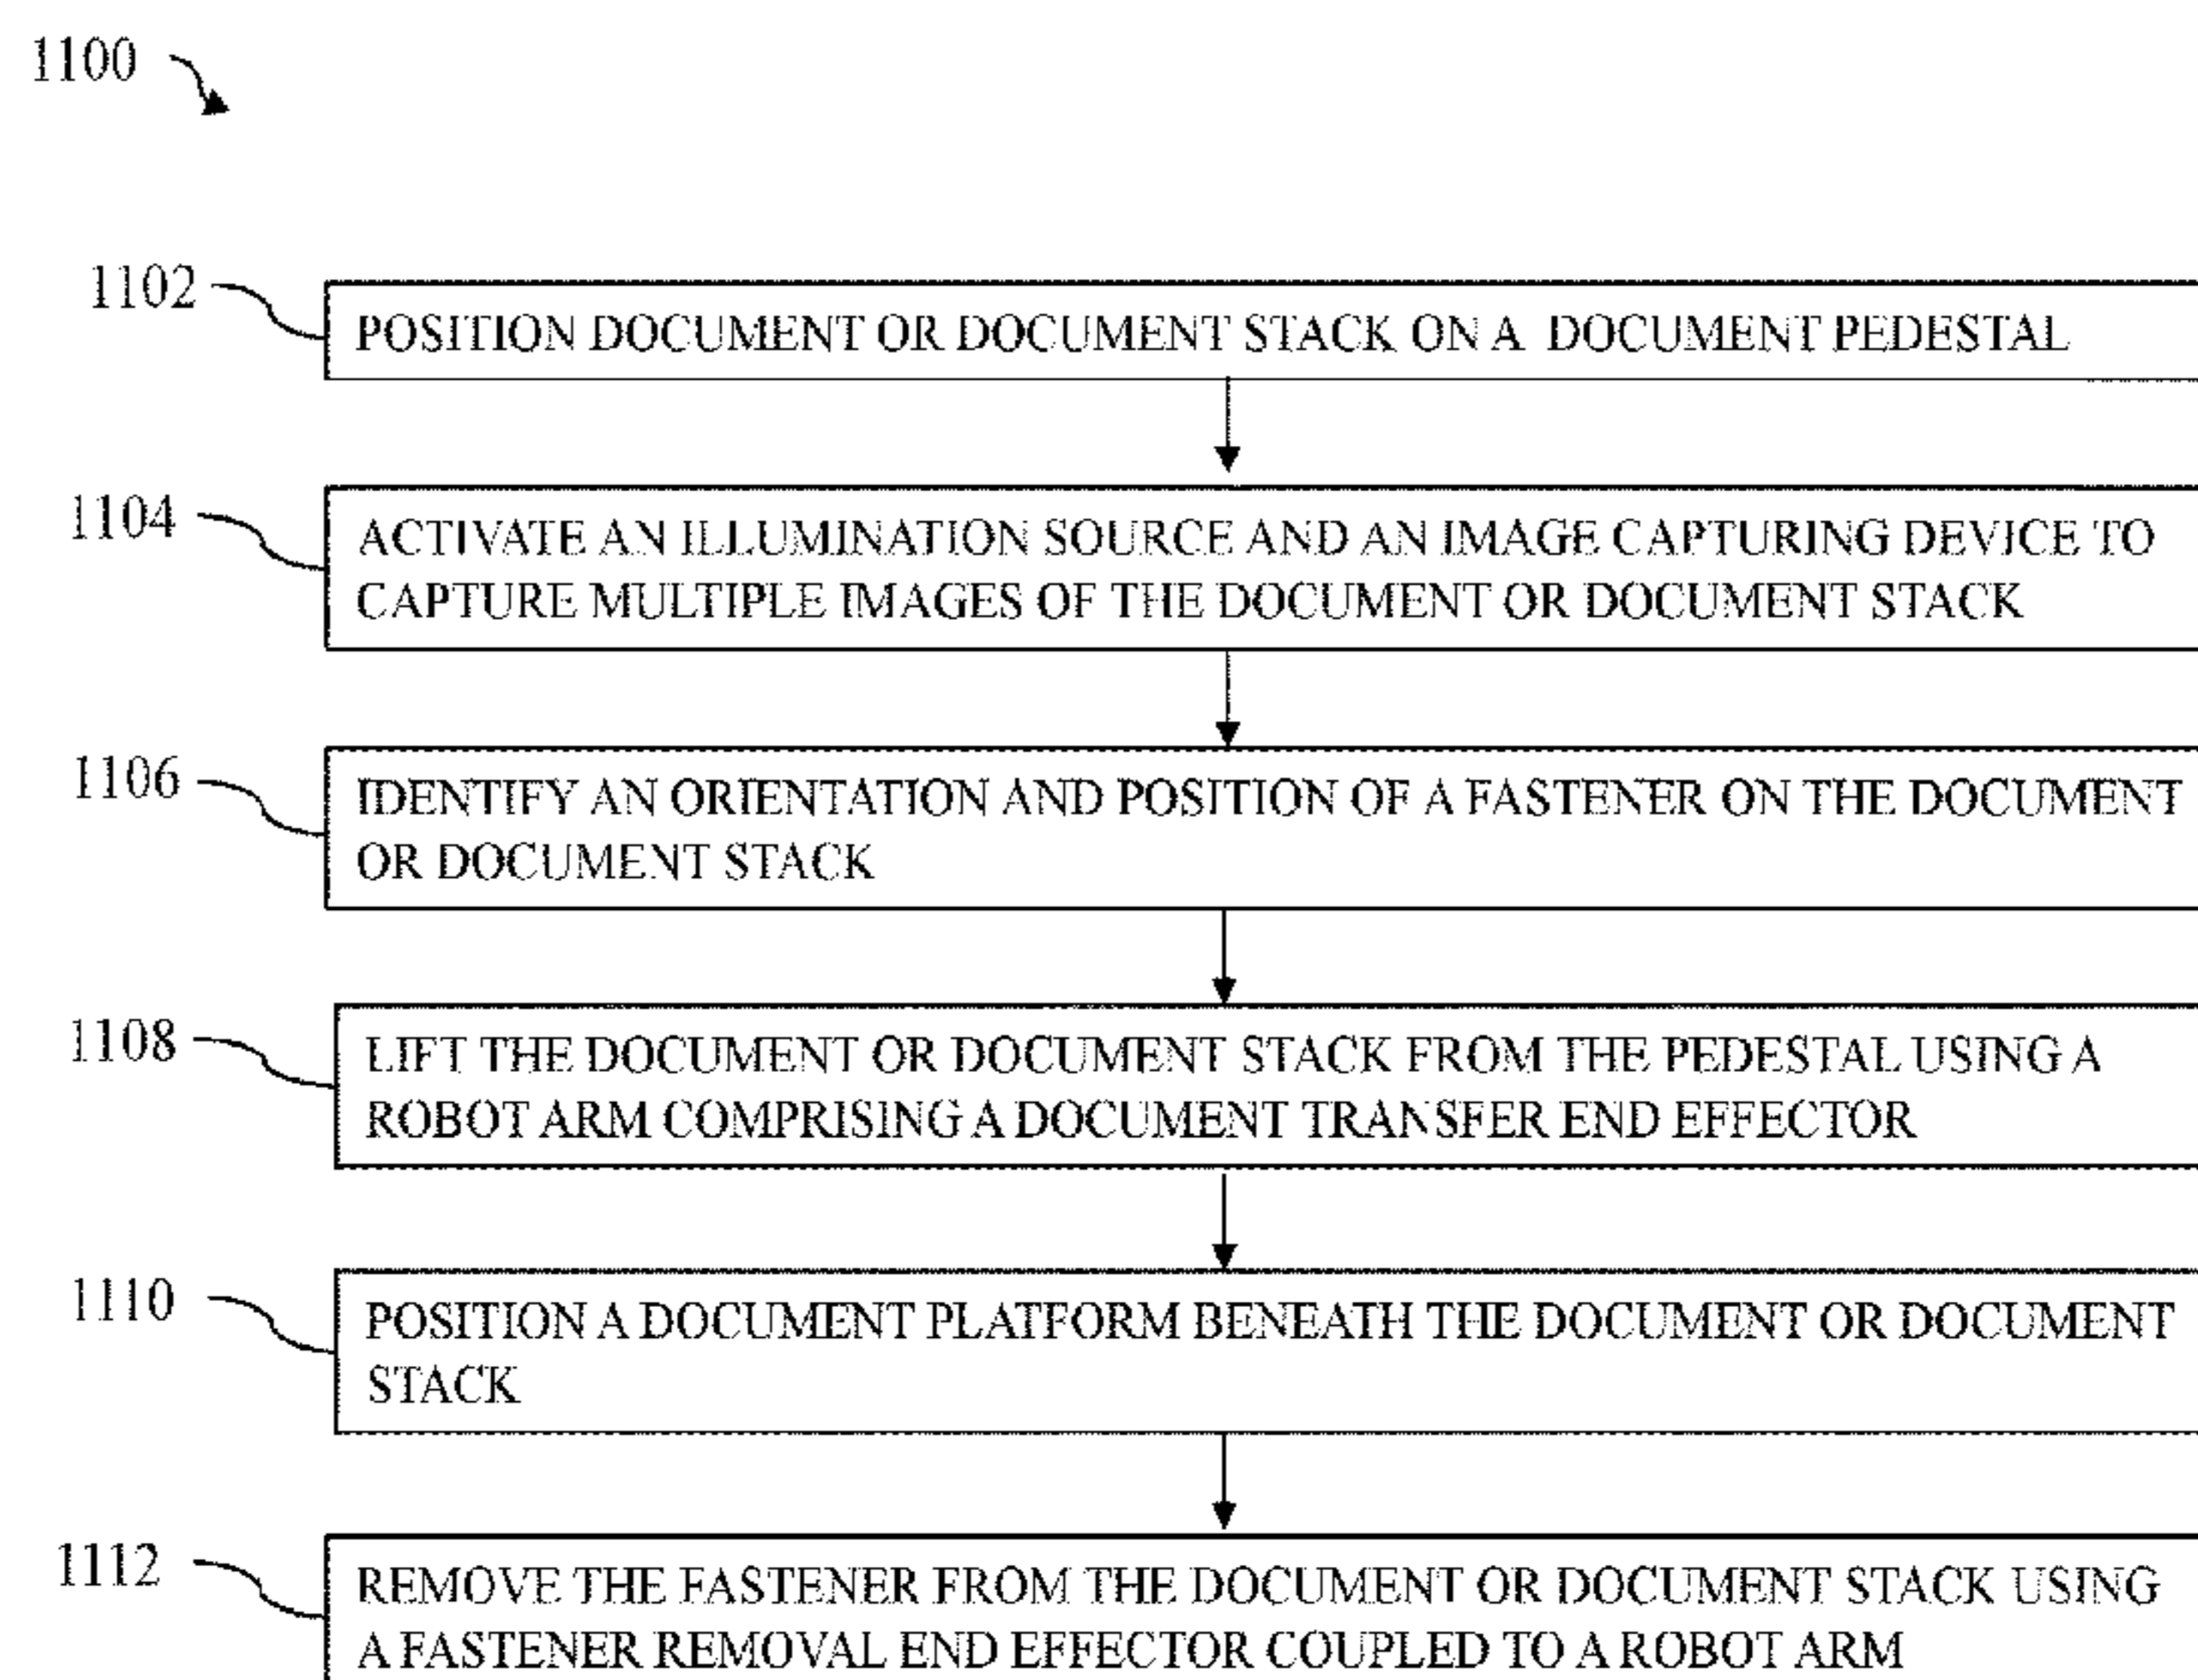 1100
1102
POSITION DOCUMENT OR DOCUMENT STACK ON A DOCUMENT PEDESTAL
1104
ACTIVATE AN ILLUMINATION SOURCE AND AN IMAGE CAPTURING DEVICE TO
CAPTURE MULTIPLE IMAGES OF THE DOCUMENT OR DOCUMENT STACK
1106
IDENTIFY AN ORIENTATION AND POSITION OF A FASTENER ON THE DOCUMENT
OR DOCUMENT STACK
1108
LIFT THE DOCUMENT OR DOCUMENT STACK FROM THE PEDESTAL USING A
ROBOT ARM COMPRISING A DOCUMENT TRANSFER END EFFECTOR
1110
POSITION A DOCUMENT PLATFORM BENEATH THE DOCUMENT OR DOCUMENT
STACK
1112
REMOVE THE FASTENER FROM THE DOCUMENT OR DOCUMENT STACK USING
A FASTENER REMOVAL END EFFECTOR COUPLED TO A ROBOT ARM